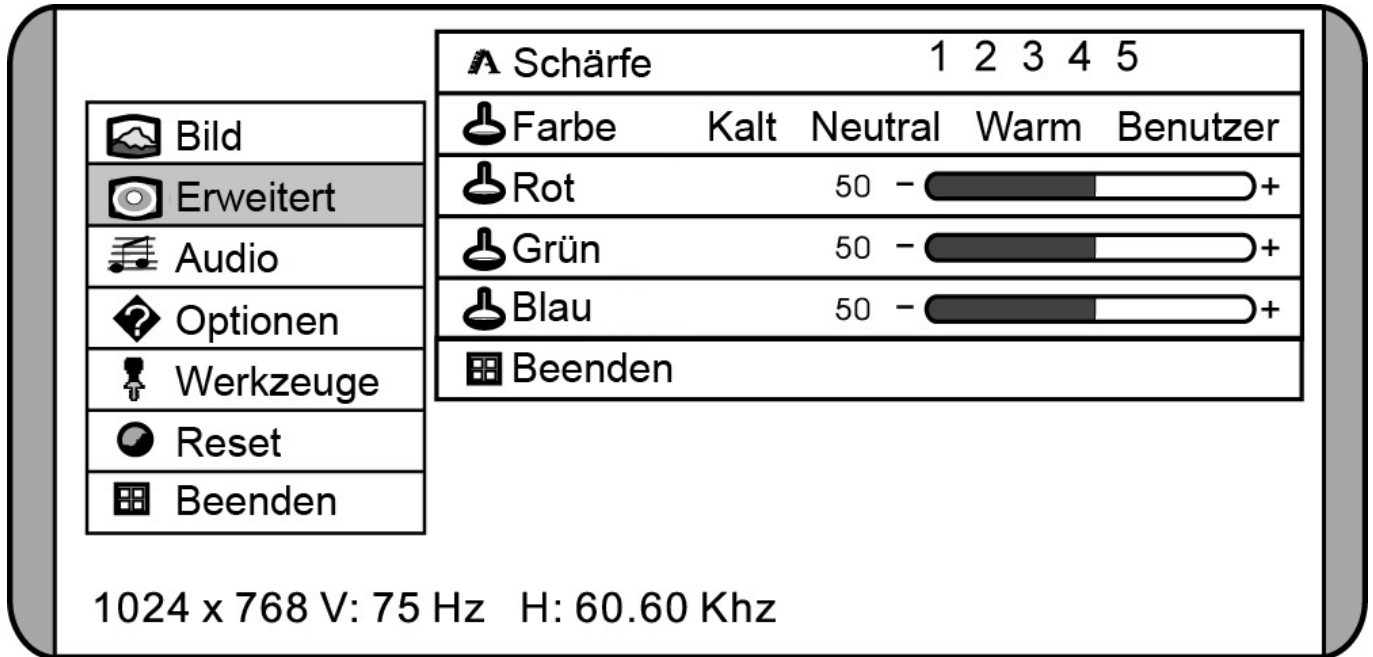 Bild
Erweitert
Audio
Optionen
Werkzeuge
Reset
Beenden
Schärfe 1 2 3 4 5
Farbe Kalt Neutral Warm Benutzer
Rot 50 - +
Grün 50 - +
Blau 50 - +
Beenden
1024 x 768 V: 75 Hz H: 60.60 Khz